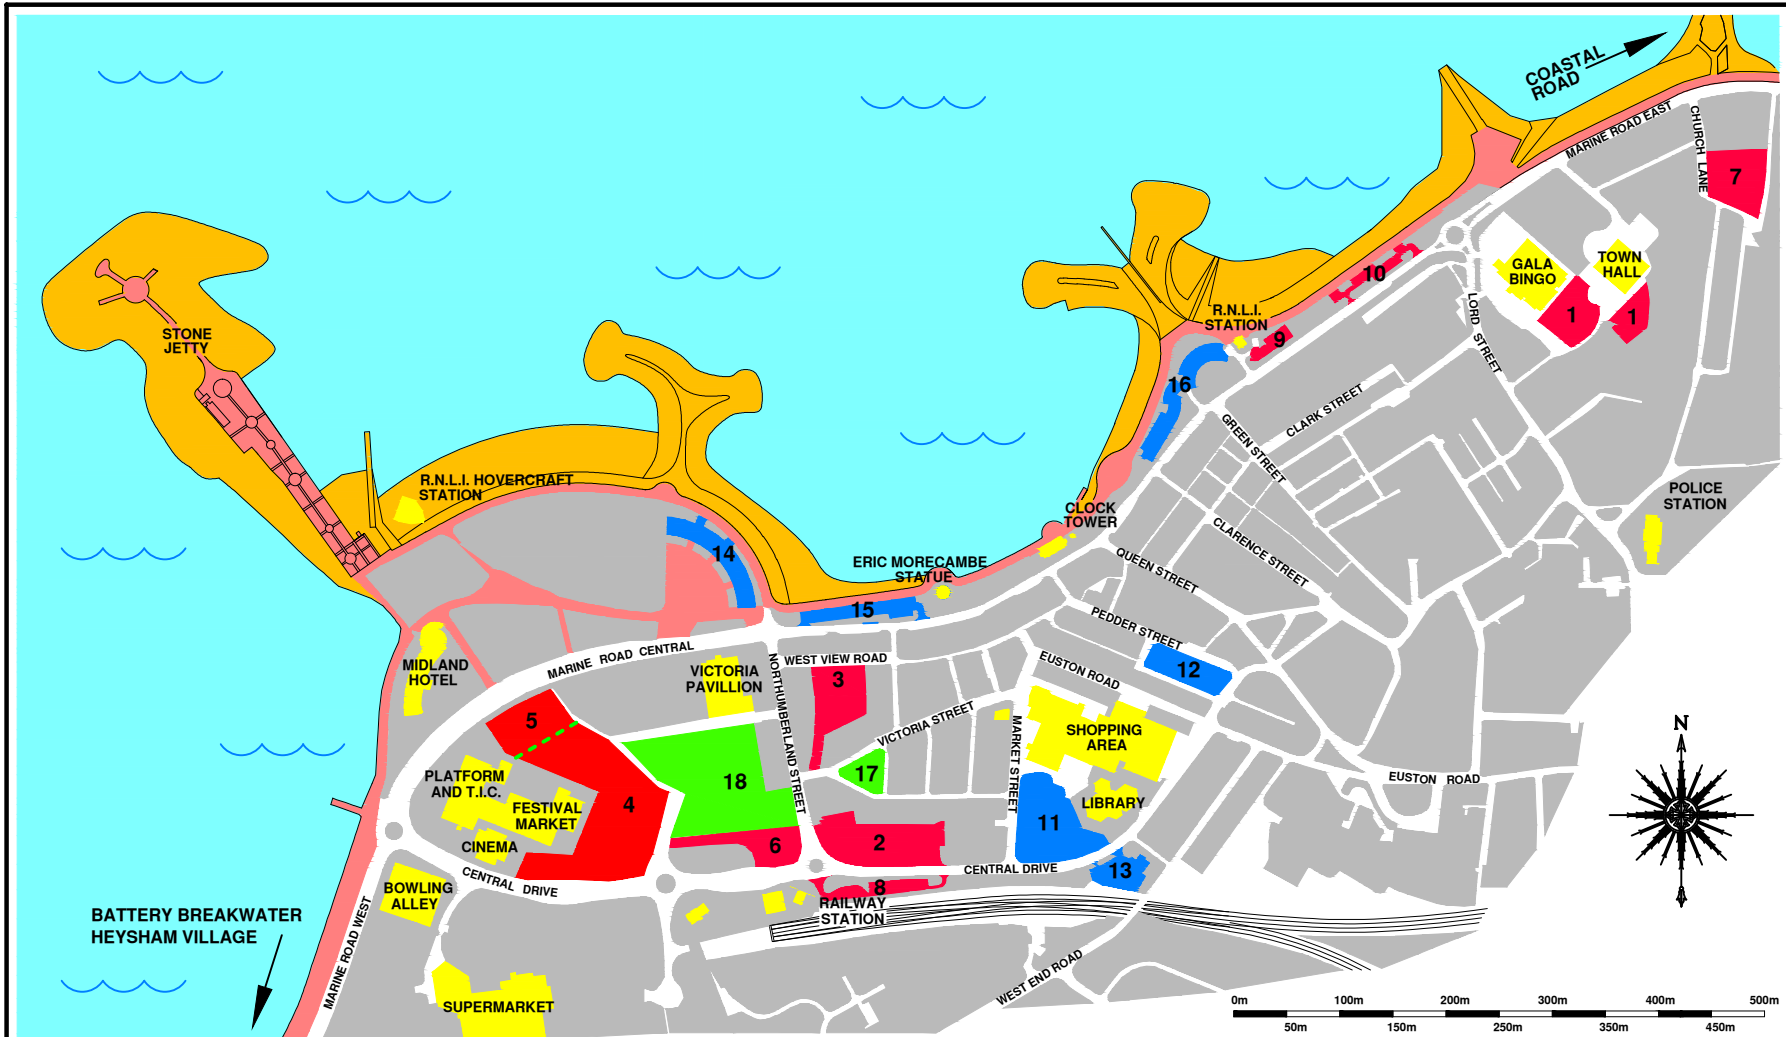 COASTAL
ROAD
MARINE ROAD EAST
CHURCH LANE
7
GALA
BINGO
TOWN
HALL
1
1
10
R.N.L.I.
STATION
9
LORD STREET
STONE
JETTY
16
CLARK STREET
GREEN STREET
R.N.L.I. HOVERCRAFT
STATION
POLICE
STATION
CLOCK
TOWER
CLARENCE STREET
14
ERIC MORECAMBE
STATUE
QUEEN STREET
15
PEDDER STREET
MARINE ROAD CENTRAL
MIDLAND
HOTEL
VICTORIA
PAVILLION
NORTHUMBERLAND STREET
WEST VIEW ROAD
3
EUSTON ROAD
12
5
VICTORIA STREET
MARKET STREET
SHOPPING
AREA
PLATFORM
AND T.I.C.
18
17
EUSTON ROAD
FESTIVAL
MARKET
4
LIBRARY
11
CINEMA
6
2
CENTRAL DRIVE
CENTRAL DRIVE
13
8
BOWLING
ALLEY
RAILWAY
STATION
BATTERY BREAKWATER
HEYSHAM VILLAGE
MARINE ROAD WEST
WEST END ROAD
SUPERMARKET
N
0m 100m 200m 300m 400m 500m
50m 150m 250m 350m 450m